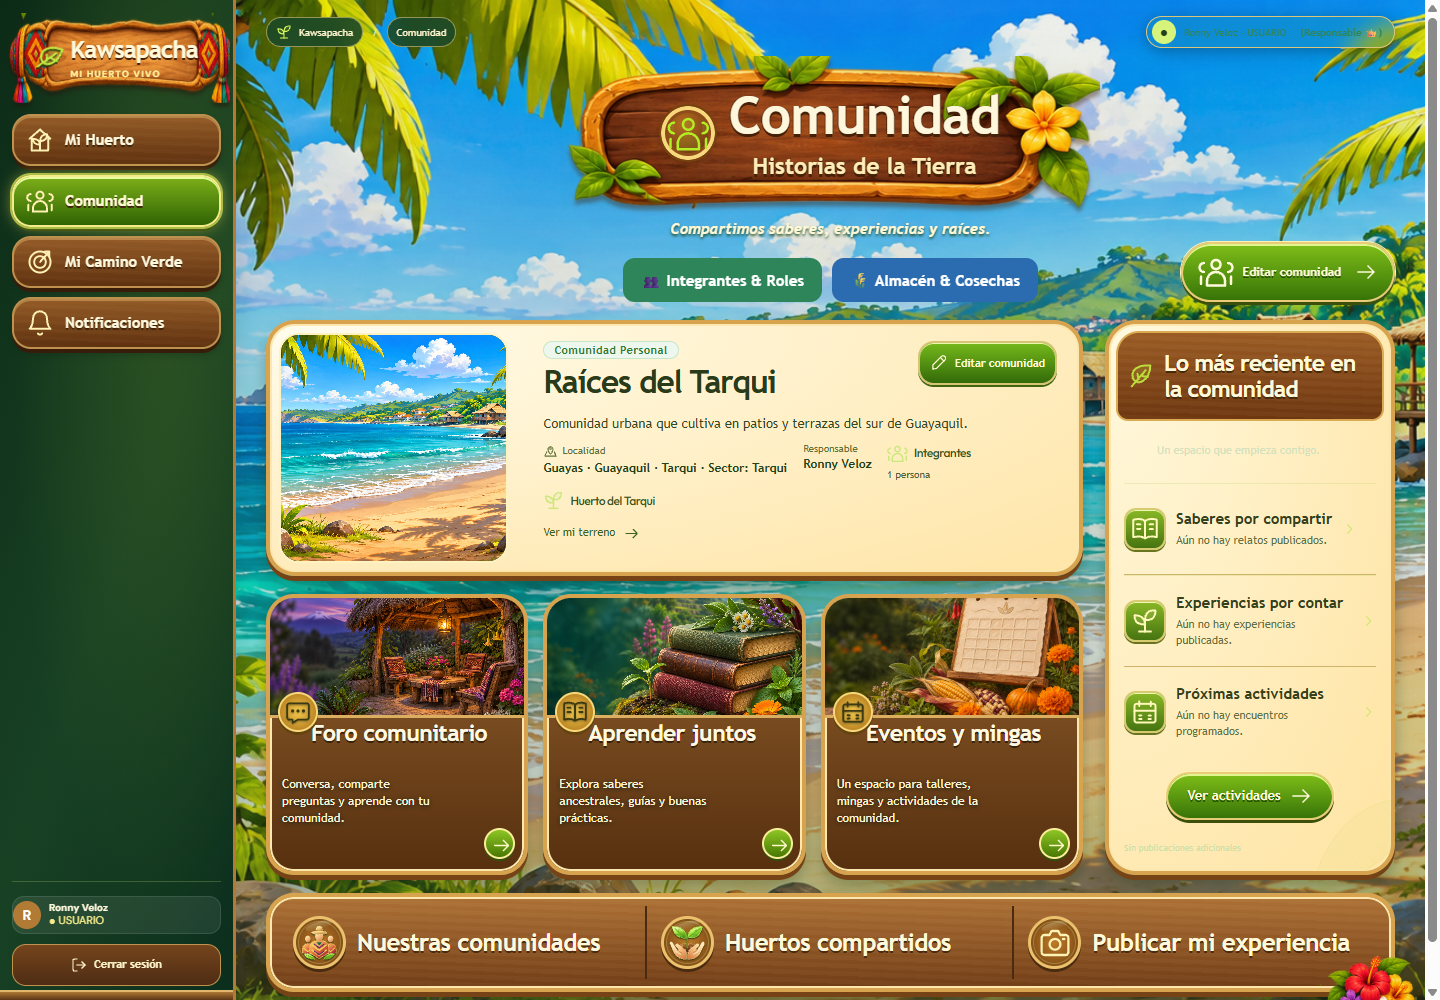 Kawsapacha
MI HUERTO VIVO
Mi Huerto
Comunidad
Mi Camino Verde
Notificaciones
Ronny Veloz
● USUARIO
R
Cerrar sesión
Kawsapacha
Comunidad
Ronny Veloz
(Responsable
)
Comunidad
Historias de la Tierra
Compartimos saberes, experiencias y raíces.
Integrantes & Roles
Almacén & Cosechas
Editar comunidad
Comunidad Personal
Raíces del Tarqui
Editar comunidad
Comunidad urbana que cultiva en patios y terrazas del sur de Guayaquil.
Localidad
Guayas · Guayaquil · Tarqui · Sector: Tarqui
Responsable
Ronny Veloz
Integrantes
1 persona
Huerto del Tarqui
Ver mi terreno
Foro comunitario
Conversa, comparte
preguntas y aprende con tu
comunidad.
Aprender juntos
Explora saberes
ancestrales, guías y buenas
prácticas.
Eventos y mingas
Un espacio para talleres,
mingas y actividades de la
comunidad.
Lo más reciente en
la comunidad
Un espacio que empieza contigo.
Saberes por compartir
Aún no hay relatos publicados.
Experiencias por contar
Aún no hay experiencias
publicadas.
Próximas actividades
Aún no hay encuentros
programados.
Ver actividades
Sin publicaciones adicionales
Nuestras comunidades
Huertos compartidos
Publicar mi experiencia